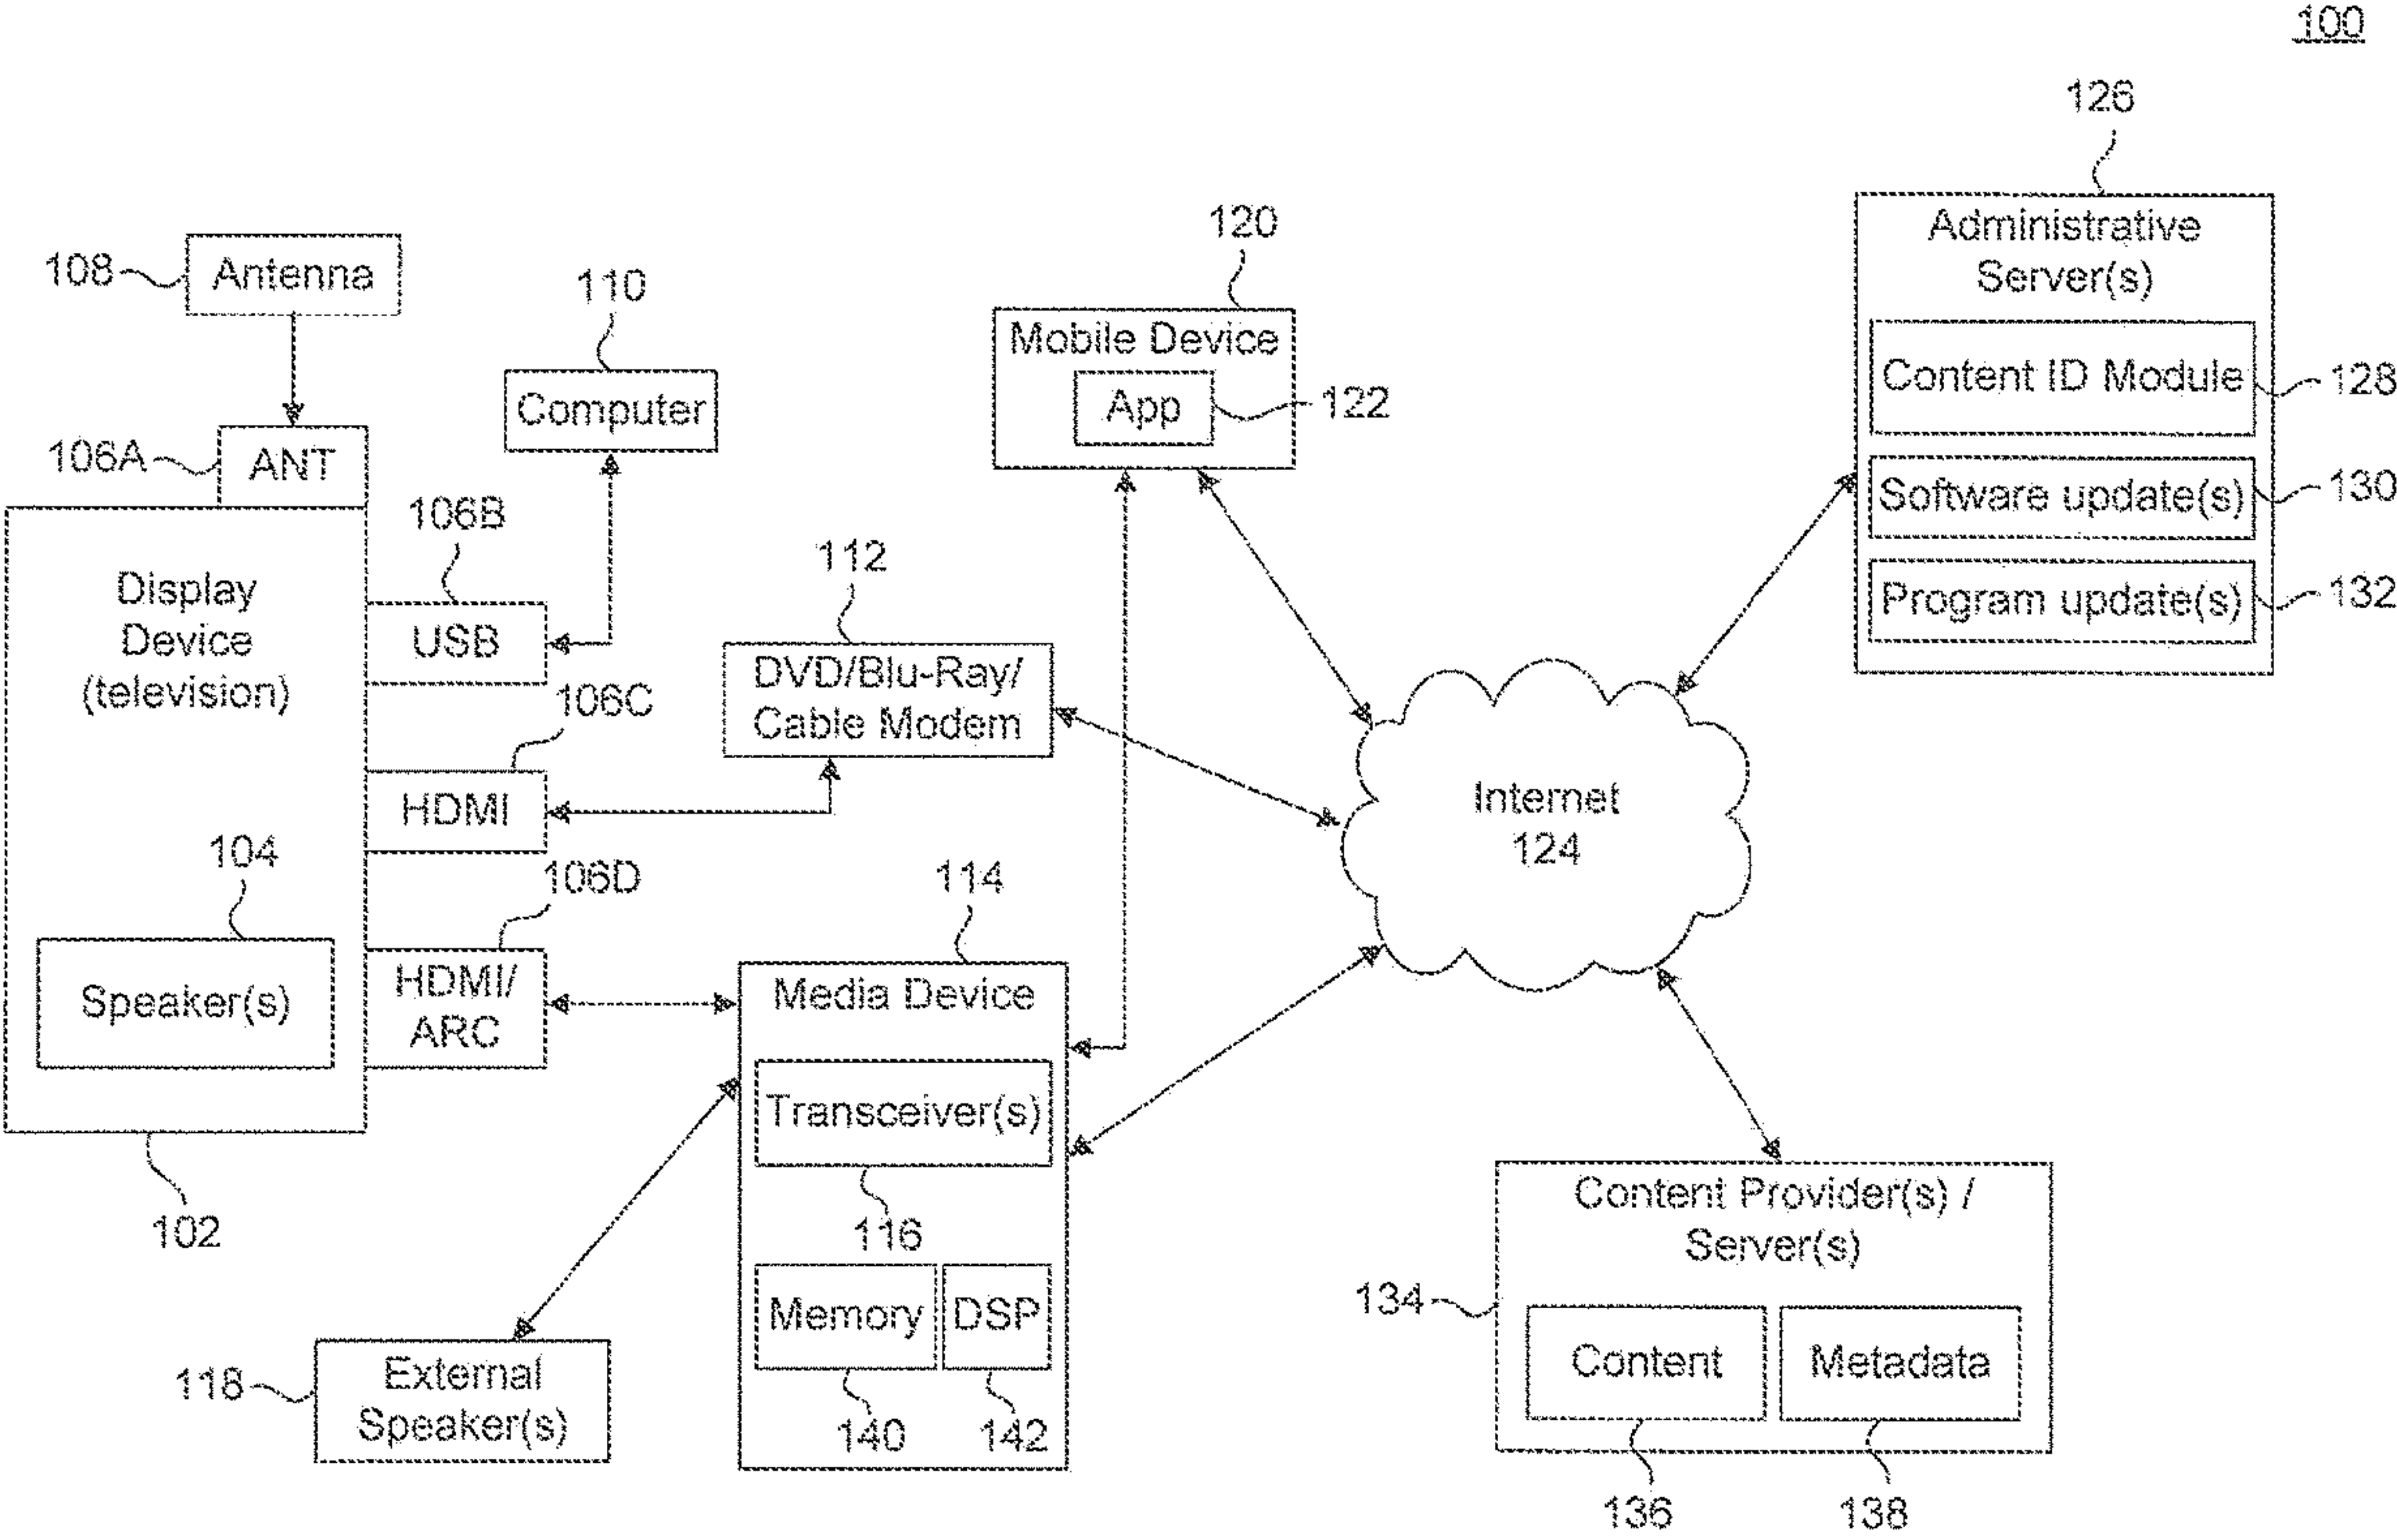 100
126
Administrative
Server(s)
Content ID Module
128
Software update(s)
130
Program update(s)
132
120
Mobile Device
App
122
108
Antenna
110
Computer
106A
ANT
106B
USB
Display
Device
(television)
112
DVD/Blu-Ray/
Cable Modem
106C
HDMI
Internet
124
104
Speaker(s)
106D
HDMI/
ARC
114
Media Device
Transceiver(s)
116
Memory
DSP
140
142
102
118
External
Speaker(s)
Content Provider(s) /
Server(s)
134
Content
Metadata
136
138